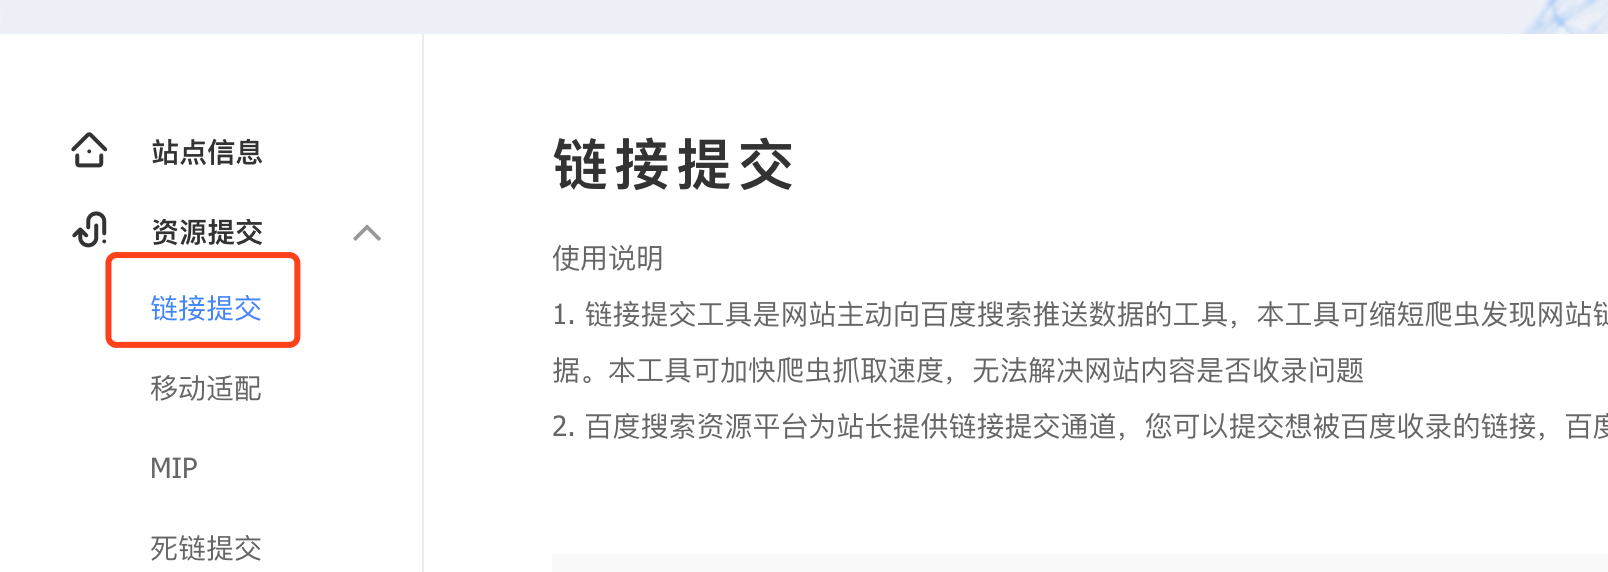 站点信息
资源提交
链接提交
移动适配
MIP
死链提交
链接提交
使用说明
1. 链接提交工具是网站主动向百度搜索推送数据的工具，本工具可缩短爬虫发现网站链
据。本工具可加快爬虫抓取速度，无法解决网站内容是否收录问题
2. 百度搜索资源平台为站长提供链接提交通道，您可以提交想被百度收录的链接，百度